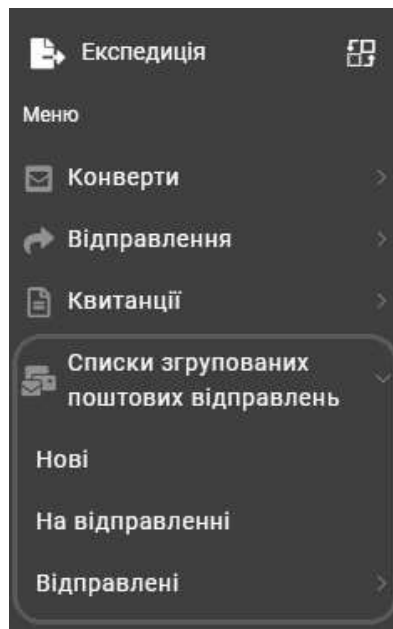 Експедиція
Меню
Конверти
Відправлення
Квитанції
Списки згрупованих
поштових відправлень
Нові
На відправленні
Відправлені